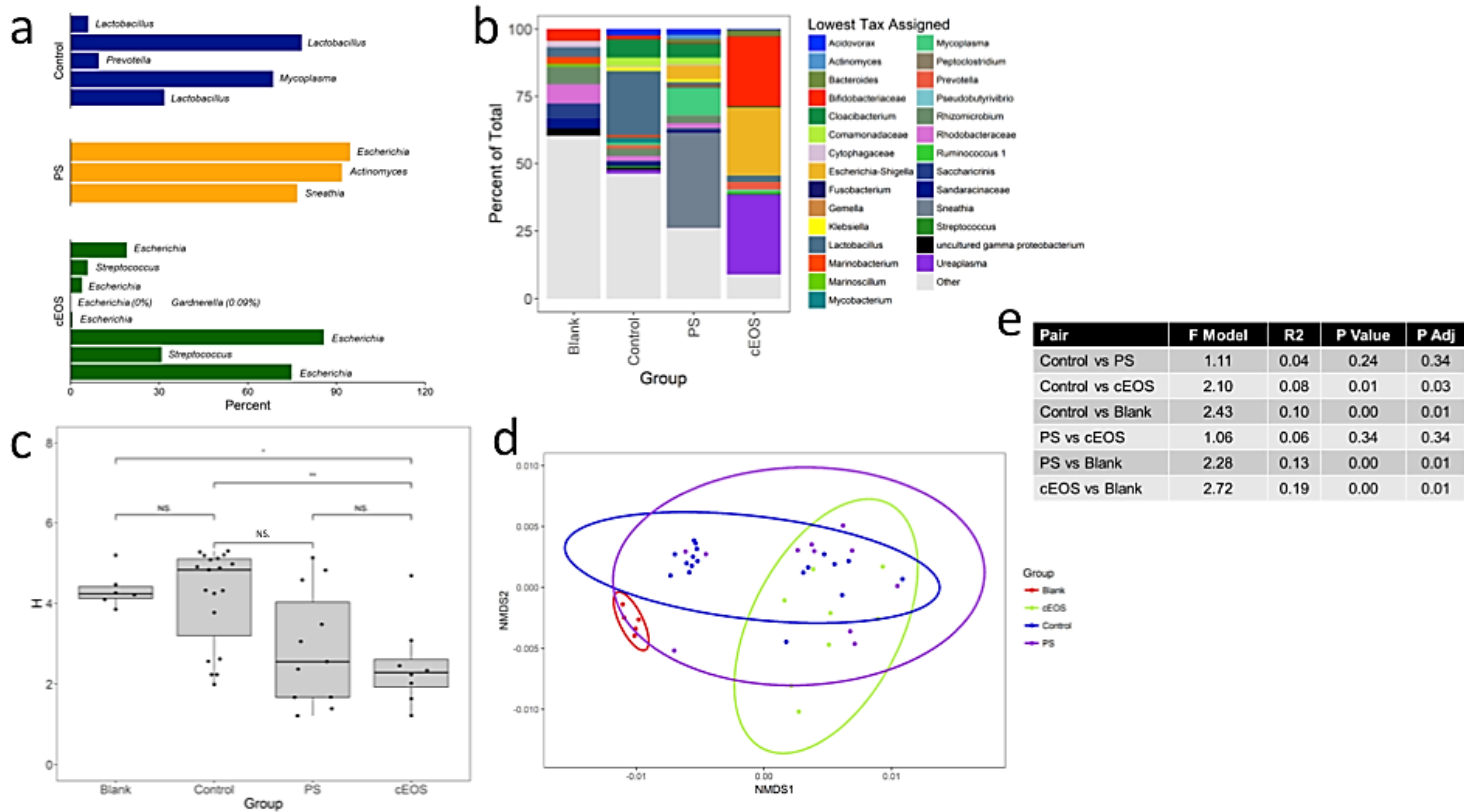 a
Control
Lactobacillus
Lactobacillus
Prevotella
Mycoplasma
Lactobacillus
PS
Escherichia
Actinomyces
Sneathia
cEOS
Escherichia
Streptococcus
Escherichia
Escherichia (0%) Gardnerella (0.09%)
Escherichia
Escherichia
Streptococcus
Escherichia
0 30 60 90 120
Percent
b
Percent of Total
100
75
50
25
0
Blank Control PS cEOS
Group
Lowest Tax Assigned
Acidovorax
Actinomyces
Bacteroides
Bifidobacteriaceae
Cloacibacterium
Comamonadaceae
Cytophagaceae
Escherichia-Shigella
Fusobacterium
Gemella
Klebsiella
Lactobacillus
Marinobacterium
Marinoscillum
Mycobacterium
Mycoplasma
Peptoclostridium
Prevotella
Pseudobutyrivibrio
Rhizomicrobium
Rhodobacteraceae
Ruminococcus 1
Saccharicrinis
Sandaracinaceae
Sneathia
Streptococcus
uncultured gamma proteobacterium
Ureaplasma
Other
c
H
8
6
4
2
0
*
**
NS.
NS.
NS.
Blank Control PS cEOS
Group
d
NMDS2
0.010
0.005
0.000
-0.005
-0.010
-0.01 0.00 0.01
NMDS1
Group
Blank
cEOS
Control
PS
e
Pair F Model R2 P Value P Adj
Control vs PS 1.11 0.04 0.24 0.34
Control vs cEOS 2.10 0.08 0.01 0.03
Control vs Blank 2.43 0.10 0.00 0.01
PS vs cEOS 1.06 0.06 0.34 0.34
PS vs Blank 2.28 0.13 0.00 0.01
cEOS vs Blank 2.72 0.19 0.00 0.01